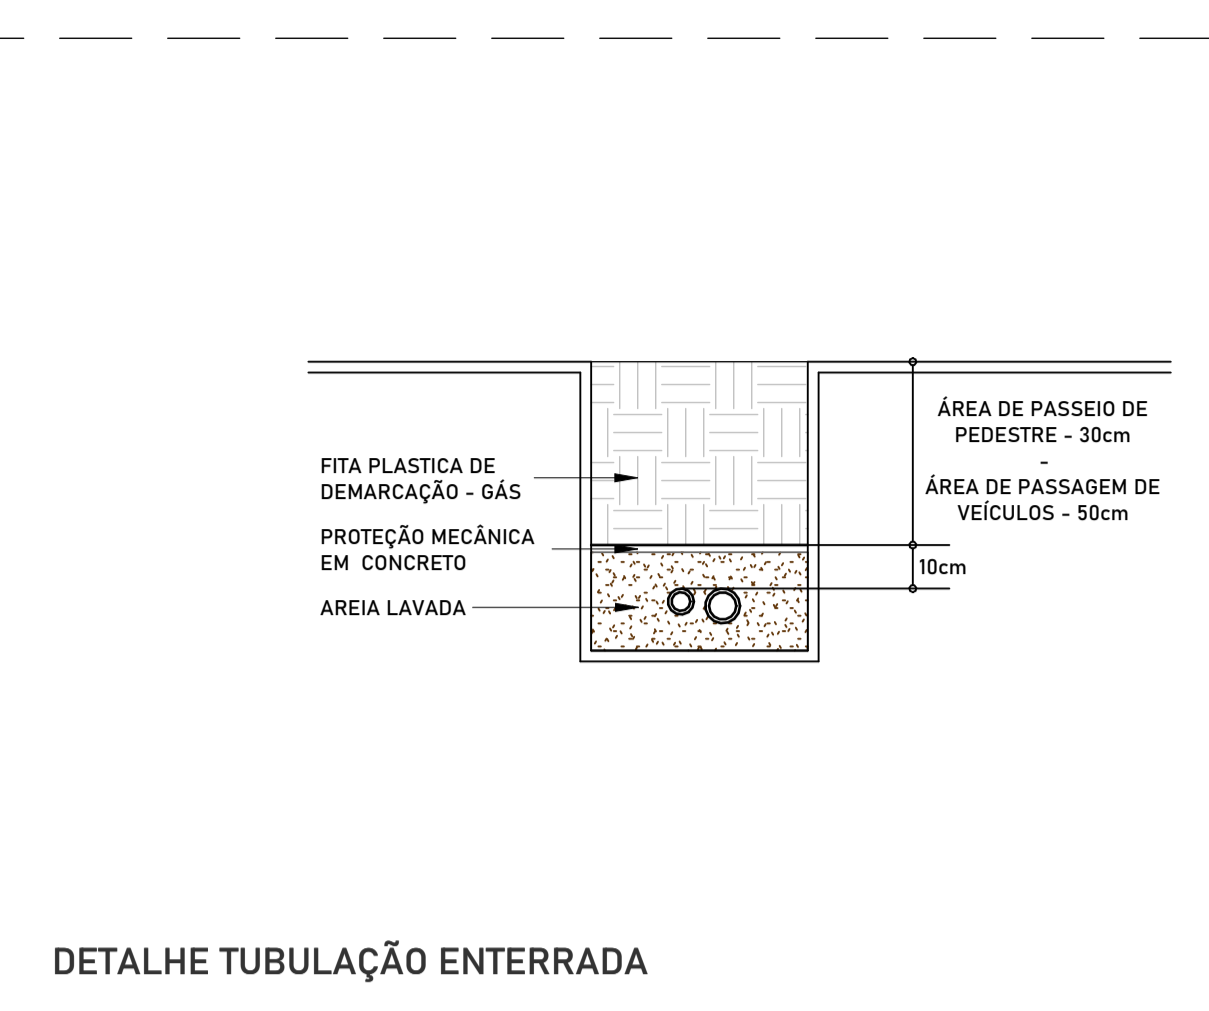 FITA PLASTICA DE
DEMARCAÇÃO - GÁS
PROTEÇÃO MECÂNICA
EM CONCRETO
AREIA LAVADA
ÁREA DE PASSEIO DE
PEDESTRE - 30cm
-
ÁREA DE PASSAGEM DE
VEÍCULOS - 50cm
10cm
DETALHE TUBULAÇÃO ENTERRADA